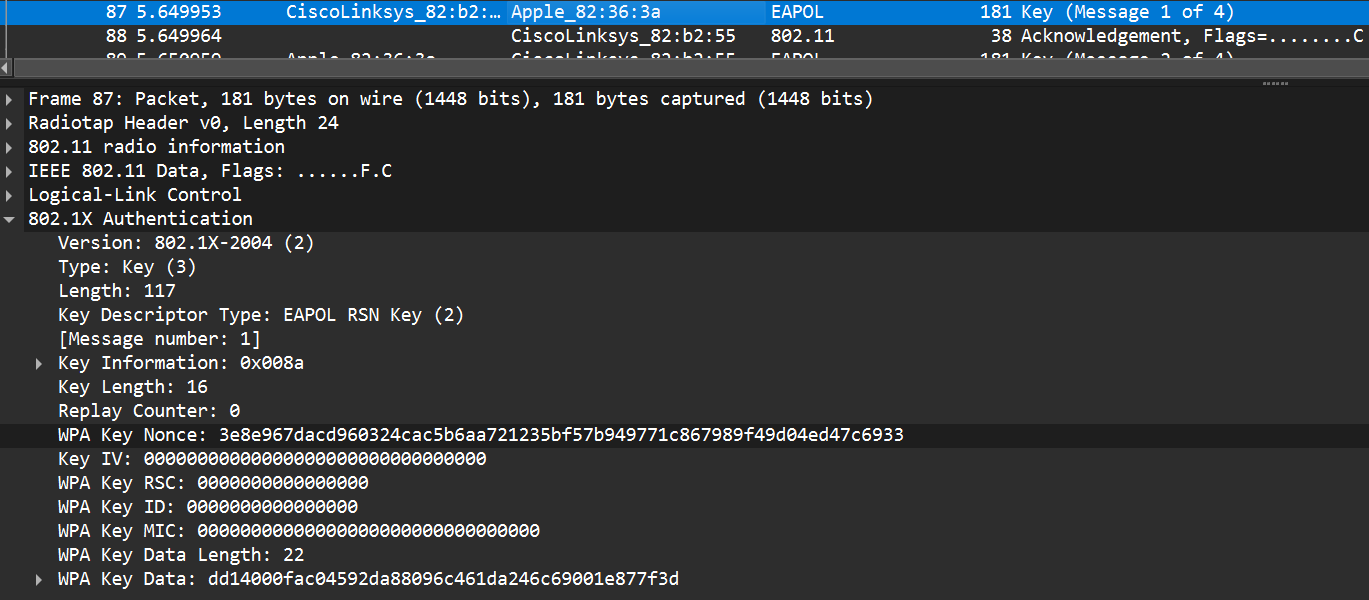 87 5.649953 CiscoLinksys_82:b2:… Apple_82:36:3a EAPOL 181 Key (Message 1 of 4)
88 5.649964 CiscoLinksys_82:b2:55 802.11 38 Acknowledgement, Flags=........C
Frame 87: Packet, 181 bytes on wire (1448 bits), 181 bytes captured (1448 bits)
Radiotap Header v0, Length 24
802.11 radio information
IEEE 802.11 Data, Flags: ......F.C
Logical-Link Control
802.1X Authentication
Version: 802.1X-2004 (2)
Type: Key (3)
Length: 117
Key Descriptor Type: EAPOL RSN Key (2)
[Message number: 1]
Key Information: 0x008a
Key Length: 16
Replay Counter: 0
WPA Key Nonce: 3e8e967dacd960324cac5b6aa721235bf57b949771c867989f49d04ed47c6933
Key IV: 00000000000000000000000000000000
WPA Key RSC: 0000000000000000
WPA Key ID: 0000000000000000
WPA Key MIC: 00000000000000000000000000000000
WPA Key Data Length: 22
WPA Key Data: dd14000fac04592da88096c461da246c69001e877f3d